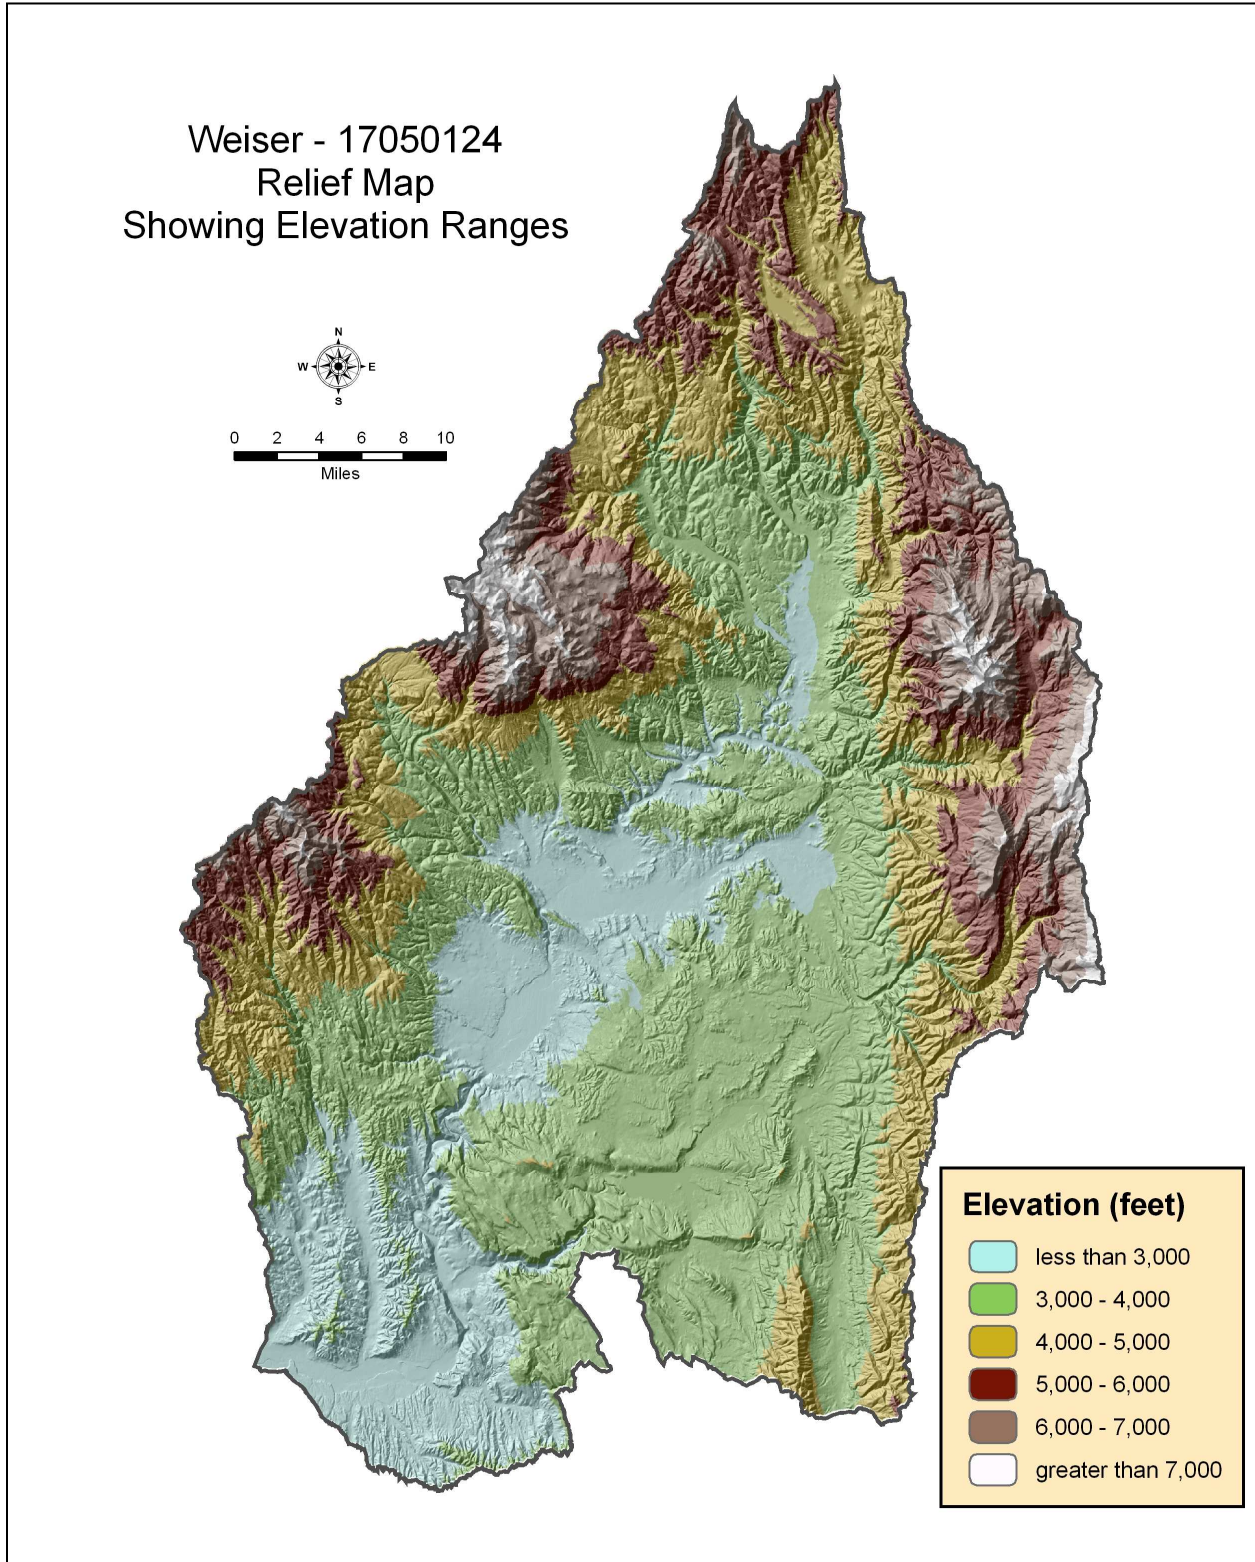 Weiser - 17050124
Relief Map
Showing Elevation Ranges
N
W E
S
0 2 4 6 8 10
Miles
Elevation (feet)
less than 3,000
3,000 - 4,000
4,000 - 5,000
5,000 - 6,000
6,000 - 7,000
greater than 7,000